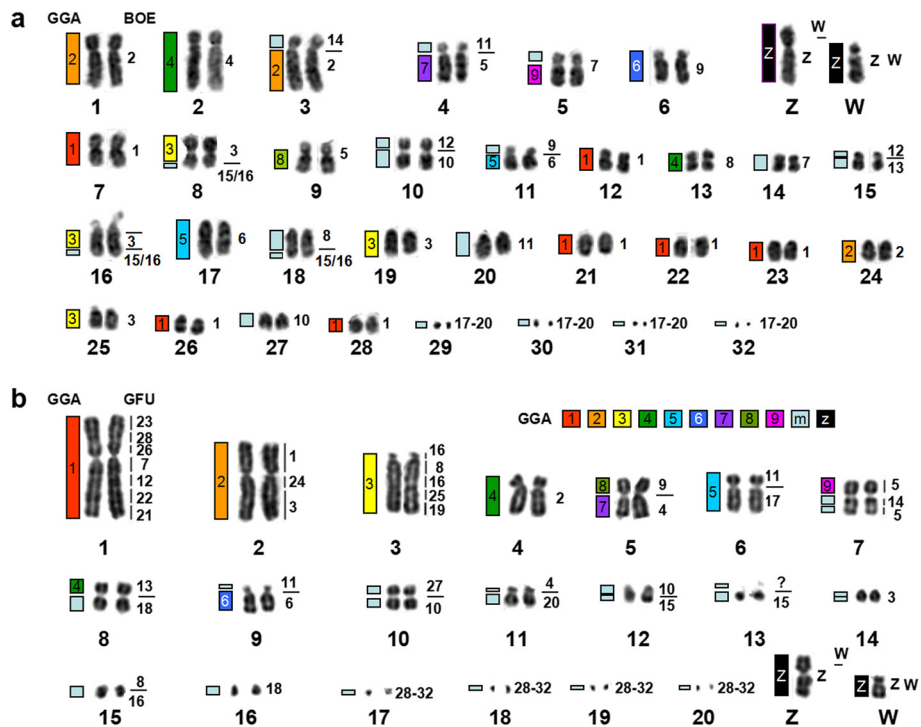 a GGA BOE
2 2 4 4 14 2 2 7 11 5 9 7 6 9 Z Z W Z Z W
1 2 3 4 5 6 Z W
1 1 3 3 15/16 8 5 12 10 5 9 6 1 1 4 8 7 12 13
7 8 9 10 11 12 13 14 15
3 3 15/16 5 6 8 15/16 3 3 11 1 1 1 1 1 1 2 2
16 17 18 19 20 21 22 23 24
3 3 1 1 10 1 1 17-20 17-20 17-20 17-20
25 26 27 28 29 30 31 32
b GGA GFU GGA 1 2 3 4 5 6 7 8 9 m z
1 23 28 26 7 12 22 21 2 1 24 3 3 16 8 16 25 19 4 2 8 7 9 4 5 11 17 9 5 14 5
1 2 3 4 5 6 7
4 13 18 6 11 6 27 10 4 20 10 15 ? 15 3
8 9 10 11 12 13 14
8 16 18 28-32 28-32 28-32 28-32 Z Z W Z Z W
15 16 17 18 19 20 Z W